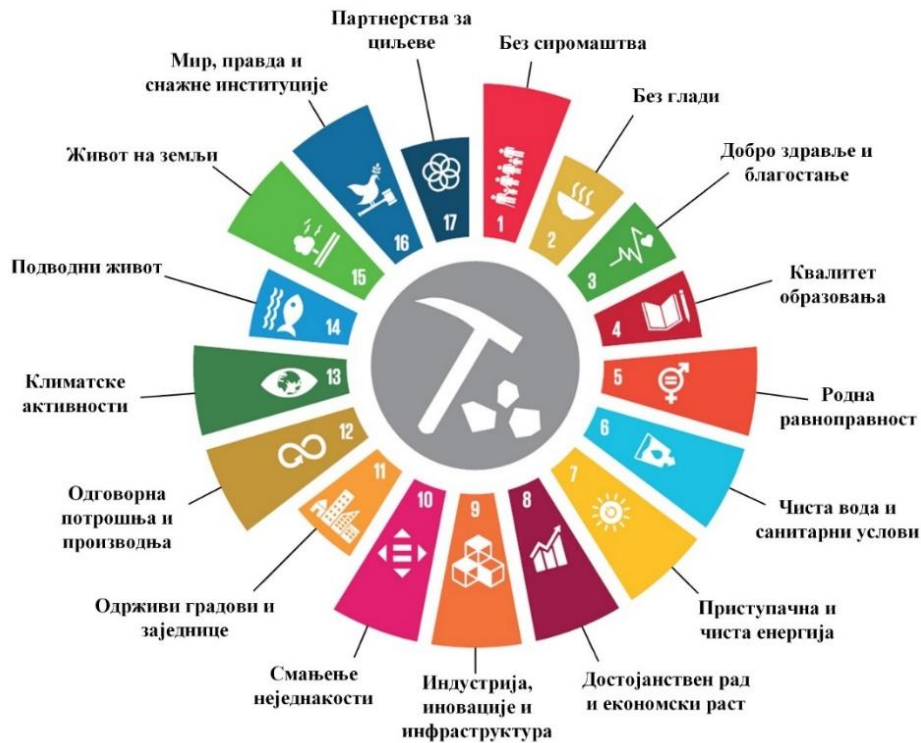 Без сиромаштва
1
Без глади
2
Добро здравље и
благостање
3
Квалитет
образовања
4
Родна
равноправност
5
Чиста вода и
санитарни услови
6
Приступачна и
чиста енергија
7
Достојанствен рад
и економски раст
8
Индустрија,
иновације и
инфраструктура
9
Смањење
неједнакости
10
Одрживи градови и
заједнице
11
Одговорна
потрошња и
производња
12
Климатске
активности
13
Подводни живот
14
Живот на земљи
15
Мир, правда и
снажне институције
16
Партнерства за
циљеве
17